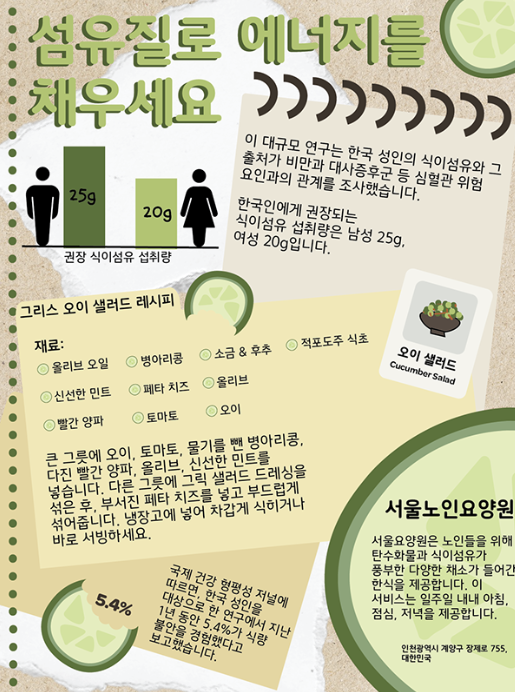 섬유질로 에너지를
채우세요
25g
20g
권장 식이섬유 섭취량
이 대규모 연구는 한국 성인의 식이섬유와 그
출처가 비만과 대사증후군 등 심혈관 위험
요인과의 관계를 조사했습니다.
한국인에게 권장되는
식이섬유 섭취량은 남성 25g,
여성 20g입니다.
그리스 오이 샐러드 레시피
재료:
올리브 오일
병아리콩
소금 & 후추
적포도주 식초
신선한 민트
페타 치즈
올리브
빨간 양파
토마토
오이
오이 샐러드
Cucumber Salad
큰 그릇에 오이, 토마토, 물기를 뺀 병아리콩,
다진 빨간 양파, 올리브, 신선한 민트를
넣습니다. 다른 그릇에 그릭 샐러드 드레싱을
섞은 후, 부서진 페타 치즈를 넣고 부드럽게
섞어줍니다. 냉장고에 넣어 차갑게 식히거나
바로 서빙하세요.
5.4%
국제 건강 형평성 저널에
따르면, 한국 성인을
대상으로 한 연구에서 지난
1년 동안 5.4%가 식량
불안을 경험했다고
보고했습니다.
서울노인요양원
서울요양원은 노인들을 위해
탄수화물과 식이섬유가
풍부한 다양한 채소가 들어간
한식을 제공합니다. 이
서비스는 일주일 내내 아침,
점심, 저녁을 제공합니다.
인천광역시 계양구 장제로 755,
대한민국